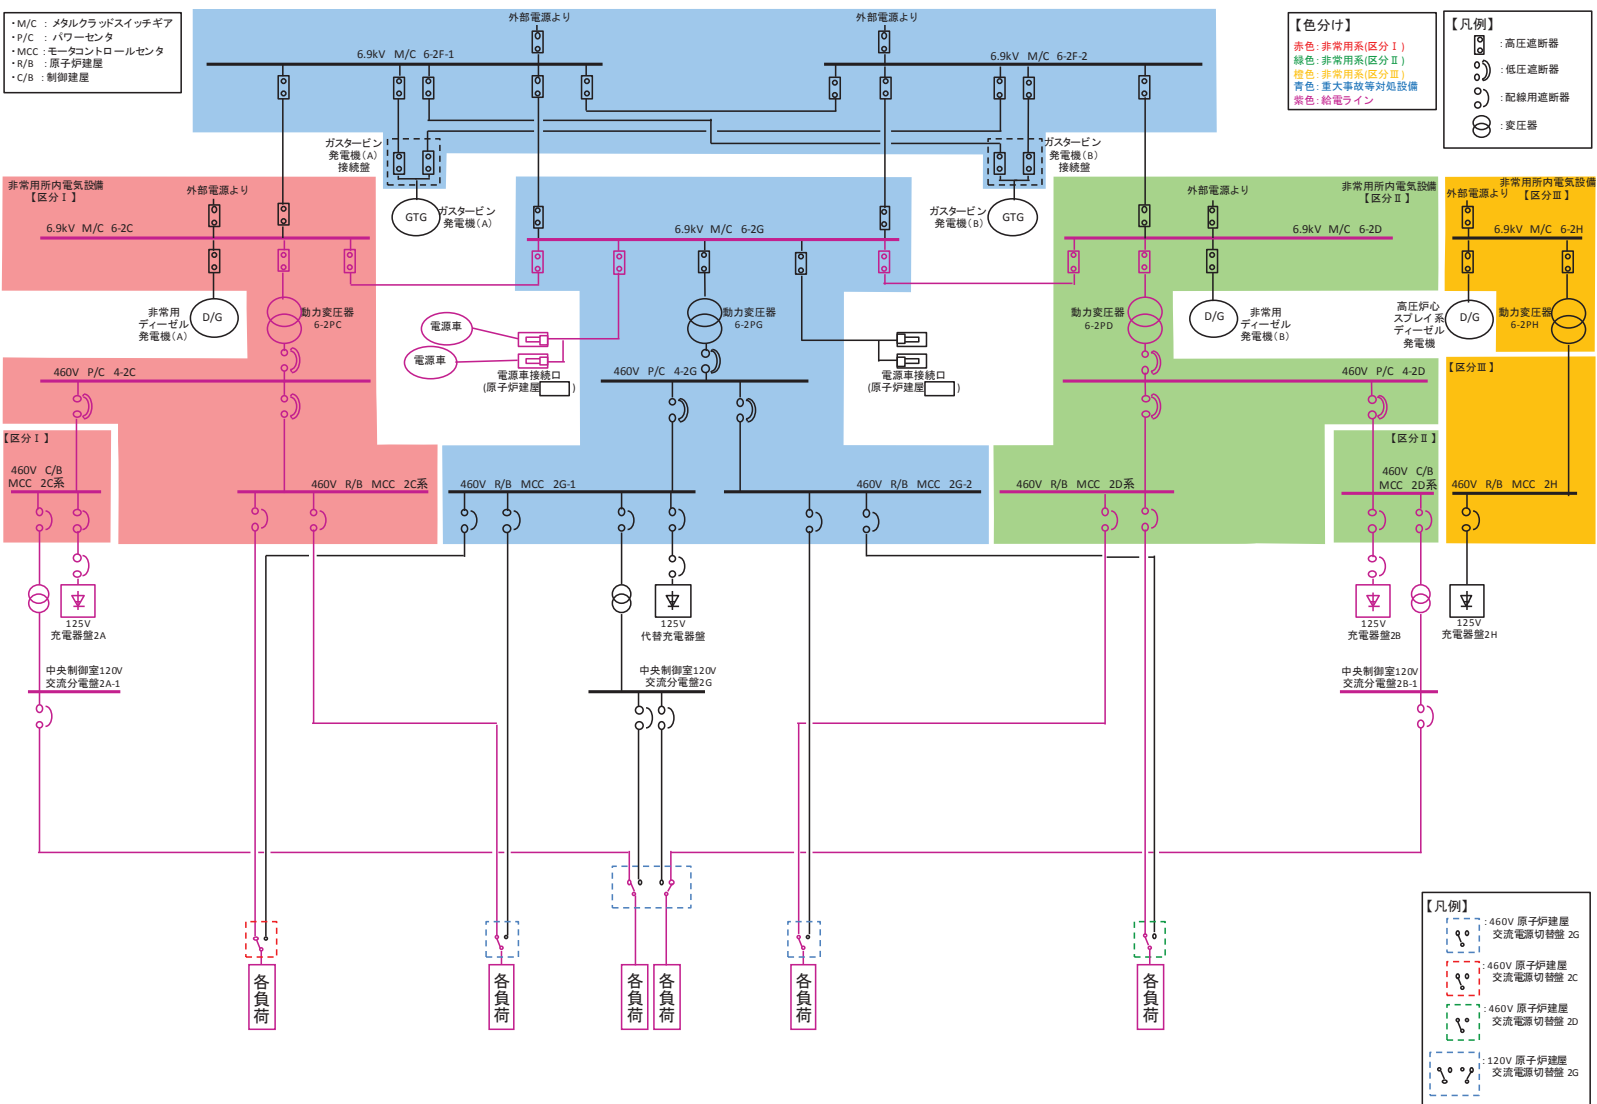 ・M/C ：メタルクラッドスイッチギア
・P/C ：パワーセンタ
・MCC：モータコントロールセンタ
・R/B ：原子炉建屋
・C/B ：制御建屋
外部電源より
外部電源より
6.9kV M/C 6-2F-1
6.9kV M/C 6-2F-2
【色分け】
赤色：非常用系(区分Ⅰ)
緑色：非常用系(区分Ⅱ)
橙色：非常用系(区分Ⅲ)
青色：重大事故等対処設備
紫色：給電ライン
【凡例】
：高圧遮断器
：低圧遮断器
：配線用遮断器
：変圧器
ガスタービン
発電機(A)
接続盤
ガスタービン
発電機(B)
接続盤
非常用所内電気設備
【区分Ⅰ】
外部電源より
6.9kV M/C 6-2C
GTG
ガスタービン
発電機(A)
6.9kV M/C 6-2G
ガスタービン
発電機(B)
GTG
外部電源より
非常用所内電気設備
【区分Ⅱ】
6.9kV M/C 6-2D
非常用所内電気設備
【区分Ⅲ】
外部電源より
6.9kV M/C 6-2H
非常用
ディーゼル
発電機(A)
D/G
動力変圧器
6-2PC
電源車
電源車
電源車接続口
(原子炉建屋 )
動力変圧器
6-2PG
電源車接続口
(原子炉建屋 )
動力変圧器
6-2PD
D/G
非常用
ディーゼル
発電機(B)
高圧炉心
スプレイ系
ディーゼル
発電機
D/G
動力変圧器
6-2PH
460V P/C 4-2C
460V P/C 4-2G
460V P/C 4-2D
【区分Ⅲ】
【区分Ⅰ】
460V C/B
MCC 2C系
460V R/B MCC 2C系
460V R/B MCC 2G-1
460V R/B MCC 2G-2
460V R/B MCC 2D系
【区分Ⅱ】
460V C/B
MCC 2D系
460V R/B MCC 2H
125V
充電器盤2A
125V
代替充電器盤
125V
充電器盤2B
125V
充電器盤2H
中央制御室120V
交流分電盤2A-1
中央制御室120V
交流分電盤2G
中央制御室120V
交流分電盤2B-1
各負荷
各負荷
各負荷
各負荷
各負荷
各負荷
【凡例】
：460V 原子炉建屋
交流電源切替盤 2G
：460V 原子炉建屋
交流電源切替盤 2C
：460V 原子炉建屋
交流電源切替盤 2D
：120V 原子炉建屋
交流電源切替盤 2G